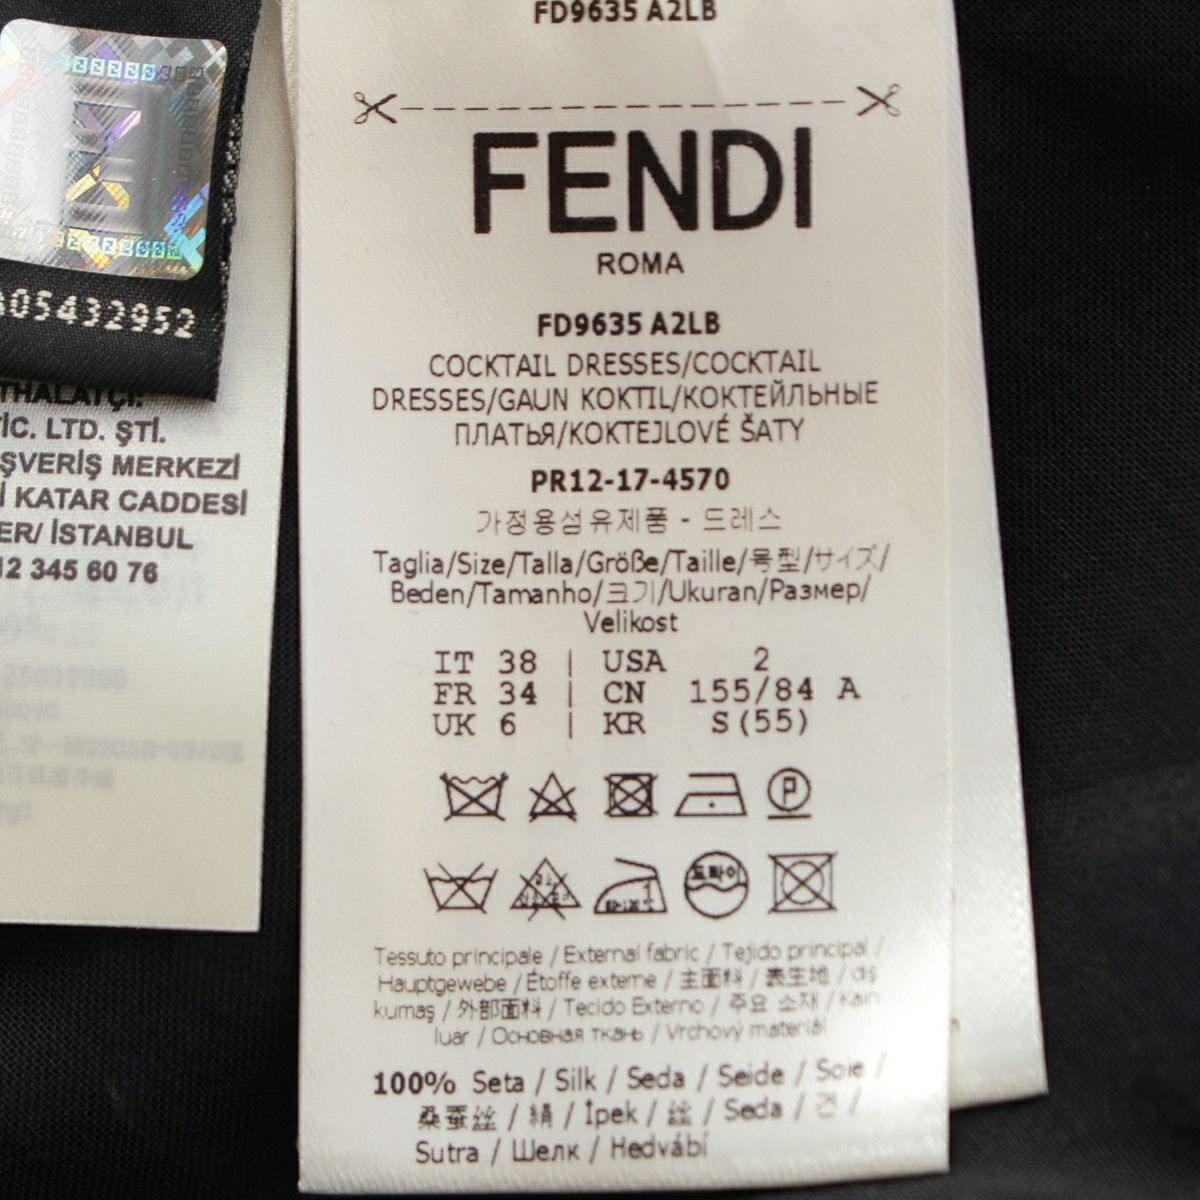 FD9635 A2LB
FENDI
ROMA
FD9635 A2LB
COCKTAIL DRESSES/COCKTAIL
DRESSES/GAUN KOKTIL/КОКТЕЙЛЬНЫЕ
ПЛАТЬЯ/KOKTEJLOVÉ ŠATY
PR12-17-4570
가정용섬유제품 - 드레스
Taglia/Size/Talla/Größe/Taille/号型/サイズ/
Beden/Tamanho/크기/Ukuran/Размер/
Velikost
IT 38 | USA 2
FR 34 | CN 155/84 A
UK 6 | KR S(55)
P
드라이
Tessuto principale / External fabric / Tejido principal /
Hauptgewebe / Étoffe externe / 主面料 / 表生地 / dış
kumaş / 外部面料 / Tecido Externo / 주요 소재 / Kain
luar / Основная ткань / Vrchový materiál
100% Seta / Silk / Seda / Seide / Soie /
桑蚕丝 / 絹 / İpek / 丝 / Seda / 견 /
Sutra / Шелк / Hedvábí
05432952
THALATÇI:
TİC. LTD. ŞTİ.
ŞVERİŞ MERKEZİ
İ KATAR CADDESİ
ER/ İSTANBUL
12 345 60 76